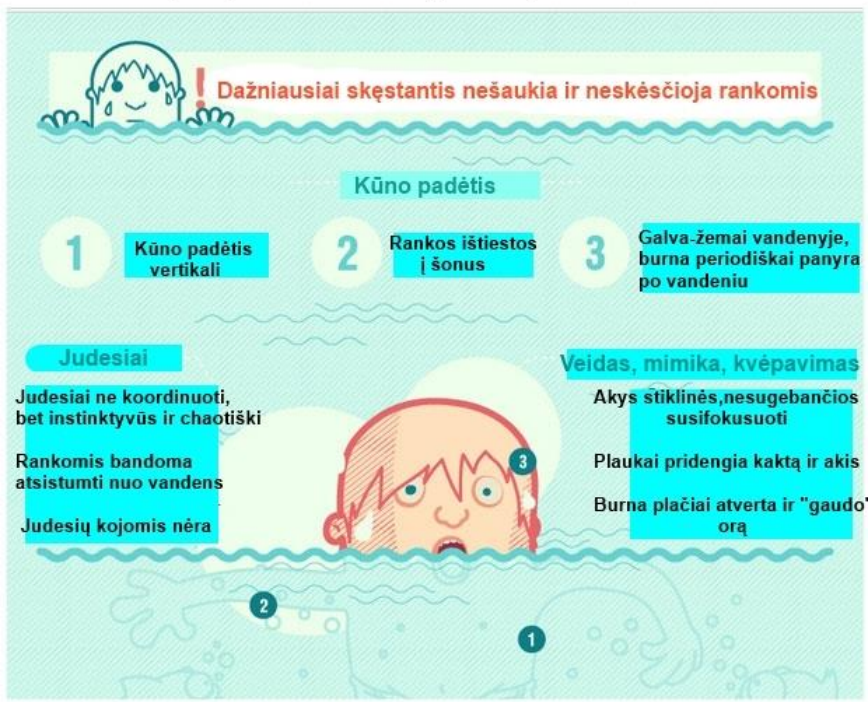 ! Dažniausiai skęstantis nešaukia ir neskėsčioja rankomis
Kūno padėtis
1
Kūno padėtis
vertikali
2
Rankos ištiestos
į šonus
3
Galva-žemai vandenyje,
burna periodiškai panyra
po vandeniu
Judesiai
Judesiai ne koordinuoti,
bet instinktyvūs ir chaotiški
Rankomis bandoma
atsistumti nuo vandens
Judesių kojomis nėra
Veidas, mimika, kvėpavimas
Akys stiklinės,nesugebančios
susifokusuoti
Plaukai pridengia kaktą ir akis
Burna plačiai atverta ir "gaudo"
orą
3
2
1